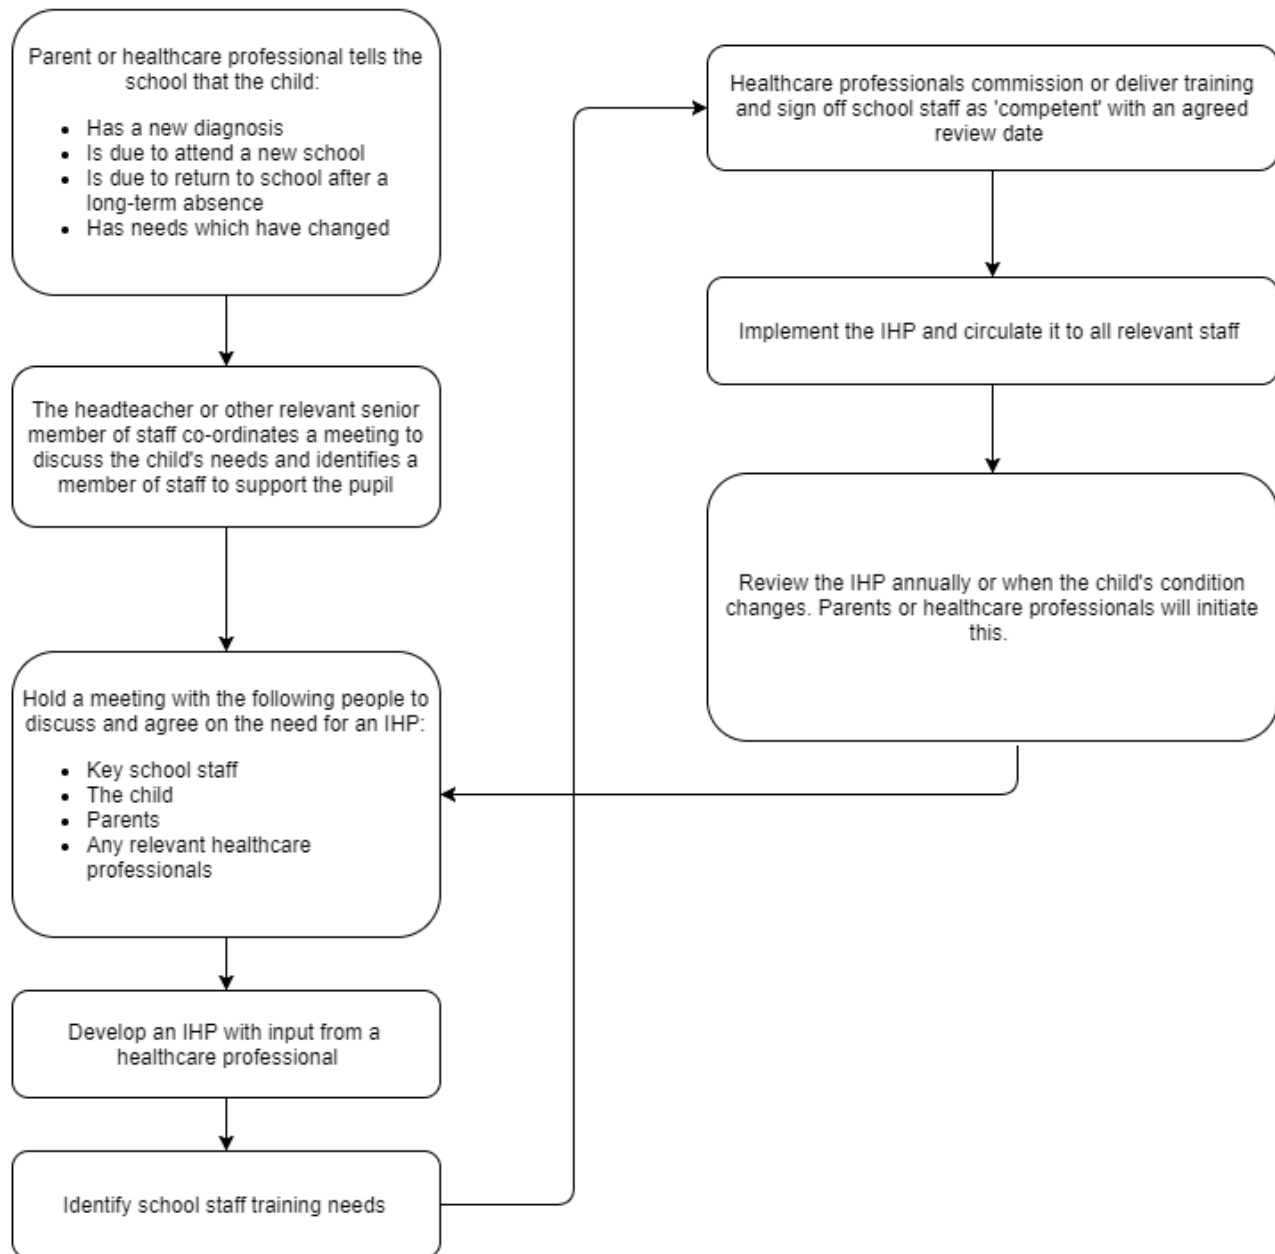 Parent or healthcare professional tells the
school that the child:
• Has a new diagnosis
• Is due to attend a new school
• Is due to return to school after a
long-term absence
• Has needs which have changed
The headteacher or other relevant senior
member of staff co-ordinates a meeting to
discuss the child's needs and identifies a
member of staff to support the pupil
Hold a meeting with the following people to
discuss and agree on the need for an IHP:
• Key school staff
• The child
• Parents
• Any relevant healthcare
professionals
Develop an IHP with input from a
healthcare professional
Identify school staff training needs
Healthcare professionals commission or deliver training
and sign off school staff as 'competent' with an agreed
review date
Implement the IHP and circulate it to all relevant staff
Review the IHP annually or when the child's condition
changes. Parents or healthcare professionals will initiate
this.